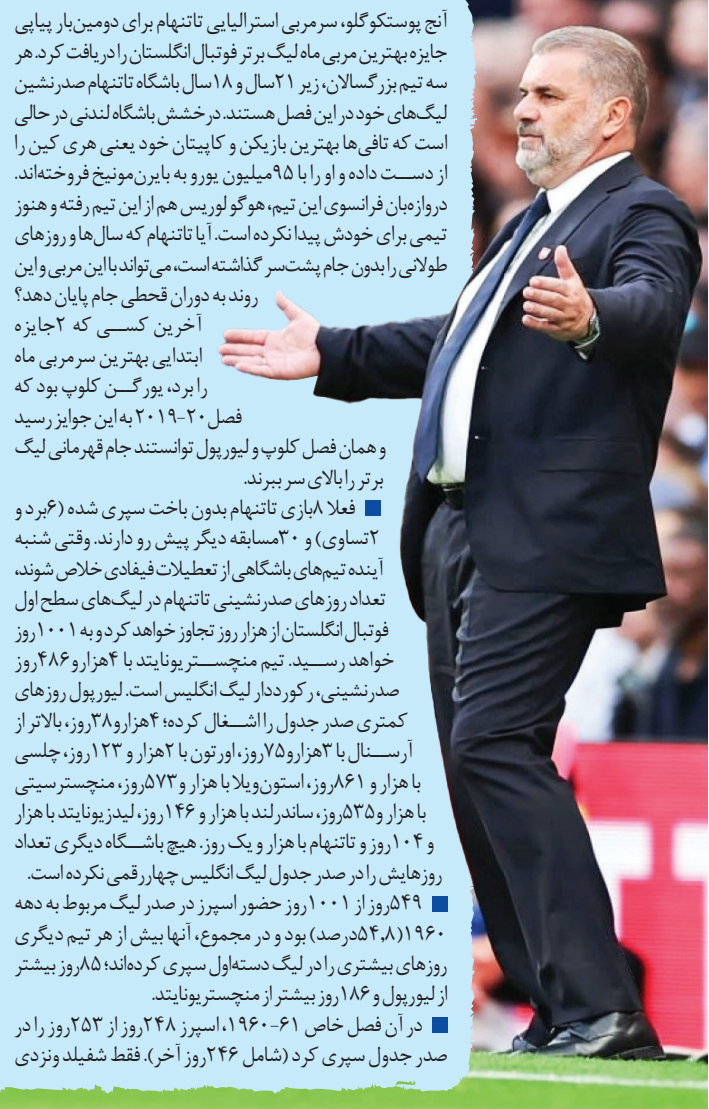 آنج پوستکوگلو، سرمربی استرالیایی تاتنهام برای دومین‌بار پیاپی
جایزه بهترین مربی ماه لیگ برتر فوتبال انگلستان را دریافت کرد. هر
سه تیم بزرگسالان، زیر ۲۱سال و ۱۸سال باشگاه تاتنهام صدرنشین
لیگ‌های خود در این فصل هستند. درخشش باشگاه لندنی در حالی
است که تافی‌ها بهترین بازیکن و کاپیتان خود یعنی هری کین را
از دست داده و او را با ۹۵میلیون یورو به بایرن‌مونیخ فروخته‌اند.
دروازه‌بان فرانسوی این تیم، هوگو لوریس هم از این تیم رفته و هنوز
تیمی برای خودش پیدا نکرده است. آیا تاتنهام که سال‌ها و روزهای
طولانی را بدون جام پشت‌سر گذاشته است، می‌تواند با این مربی و این
روند به دوران قحطی جام پایان دهد؟
آخرین کسی که ۲جایزه
ابتدایی بهترین سرمربی ماه
را برد، یورگن کلوپ بود که
فصل ۲۰-۲۰۱۹ به این جوایز رسید
و همان فصل کلوپ و لیورپول توانستند جام قهرمانی لیگ
برتر را بالای سر ببرند.
■ فعلا ۸بازی تاتنهام بدون باخت سپری شده (۶برد و
۲تساوی) و ۳۰مسابقه دیگر پیش رو دارند. وقتی شنبه
آینده تیم‌های باشگاهی از تعطیلات فیفادی خلاص شوند،
تعداد روزهای صدرنشینی تاتنهام در لیگ‌های سطح اول
فوتبال انگلستان از هزار روز تجاوز خواهد کرد و به ۱۰۰۱روز
خواهد رسید. تیم منچستریونایتد با ۴هزار و ۴۸۶روز
صدرنشینی، رکورددار لیگ انگلیس است. لیورپول روزهای
کمتری صدر جدول را اشغال کرده؛ ۴هزار و ۳۸روز، بالاتر از
آرسنال با ۳هزار و ۷۵روز، اورتون با ۲هزار و ۱۲۳روز، چلسی
با هزار و ۸۶۱روز، استون‌ویلا با هزار و ۵۷۳روز، منچسترسیتی
با هزار و ۵۳۵روز، ساندرلند با هزار و ۱۴۶روز، لیدزیونایتد با هزار
و ۱۰۴روز و تاتنهام با هزار و یک روز. هیچ باشگاه دیگری تعداد
روزهایش را در صدر جدول لیگ انگلیس چهاررقمی نکرده است.
■ ۵۴۹روز از ۱۰۰۱روز حضور اسپرز در صدر لیگ مربوط به دهه
۱۹۶۰(۵۴٫۸درصد) بود و در مجموع، آنها بیش از هر تیم دیگری
روزهای بیشتری را در لیگ دسته‌اول سپری کرده‌اند؛ ۸۵روز بیشتر
از لیورپول و ۱۸۶روز بیشتر از منچستریونایتد.
■ در آن فصل خاص ۶۱-۱۹۶۰، اسپرز ۲۴۸روز از ۲۵۳روز را در
صدر جدول سپری کرد (شامل ۲۴۶روز آخر). فقط شفیلد ونزدی